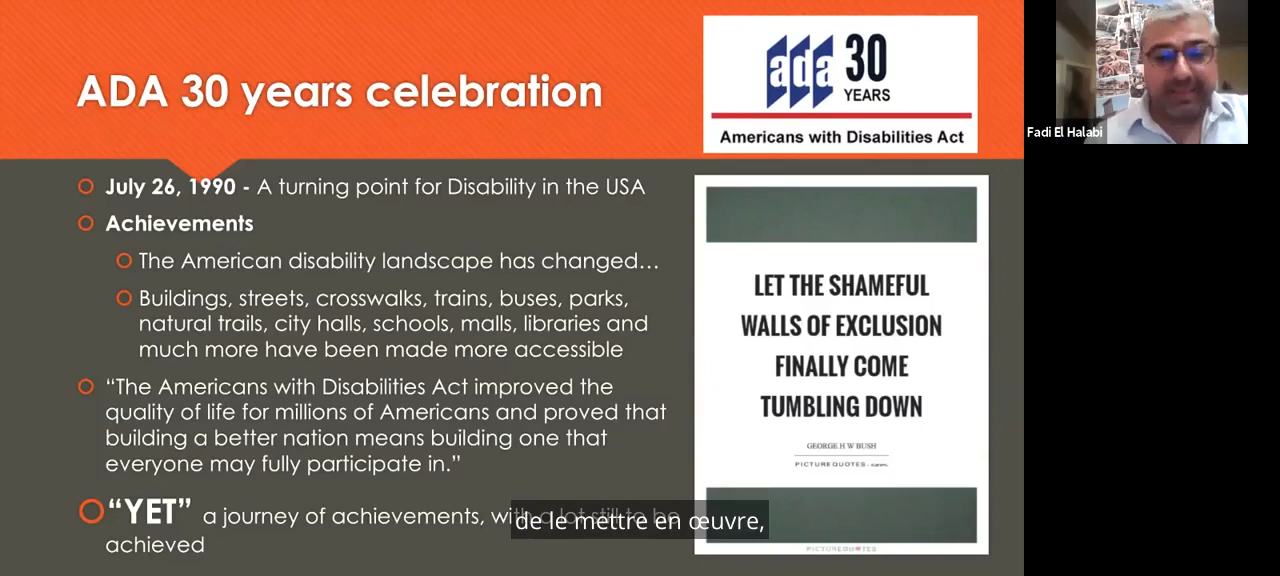 ADA 30 years celebration
ada 30
YEARS
Americans with Disabilities Act
July 26, 1990 - A turning point for Disability in the USA
Achievements
The American disability landscape has changed...
Buildings, streets, crosswalks, trains, buses, parks,
natural trails, city halls, schools, malls, libraries and
much more have been made more accessible
“The Americans with Disabilities Act improved the
quality of life for millions of Americans and proved that
building a better nation means building one that
everyone may fully participate in.”
“YET” a journey of achievements, with a lot still to be
achieved
LET THE SHAMEFUL
WALLS OF EXCLUSION
FINALLY COME
TUMBLING DOWN
GEORGE H W BUSH
PICTUREQUOTES
PICTUREQUOTES
de le mettre en œuvre,
Fadi El Halabi